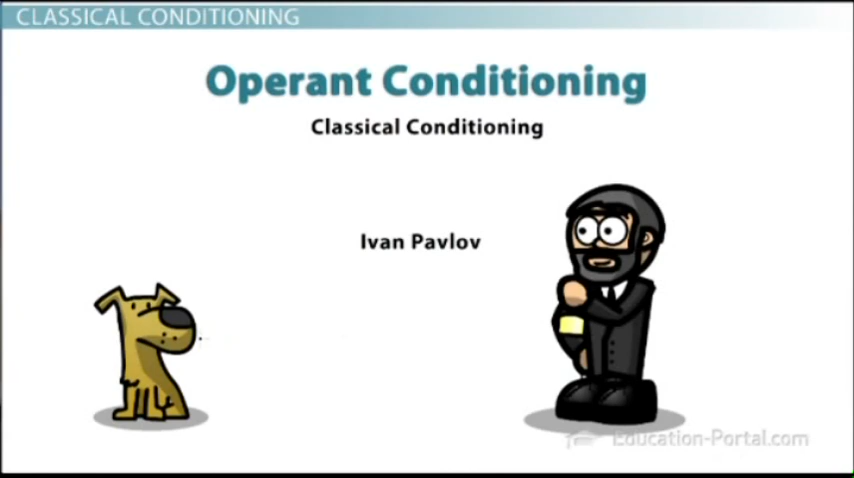 CLASSICAL CONDITIONING
Operant Conditioning
Classical Conditioning
Ivan Pavlov
Education-Portal.com